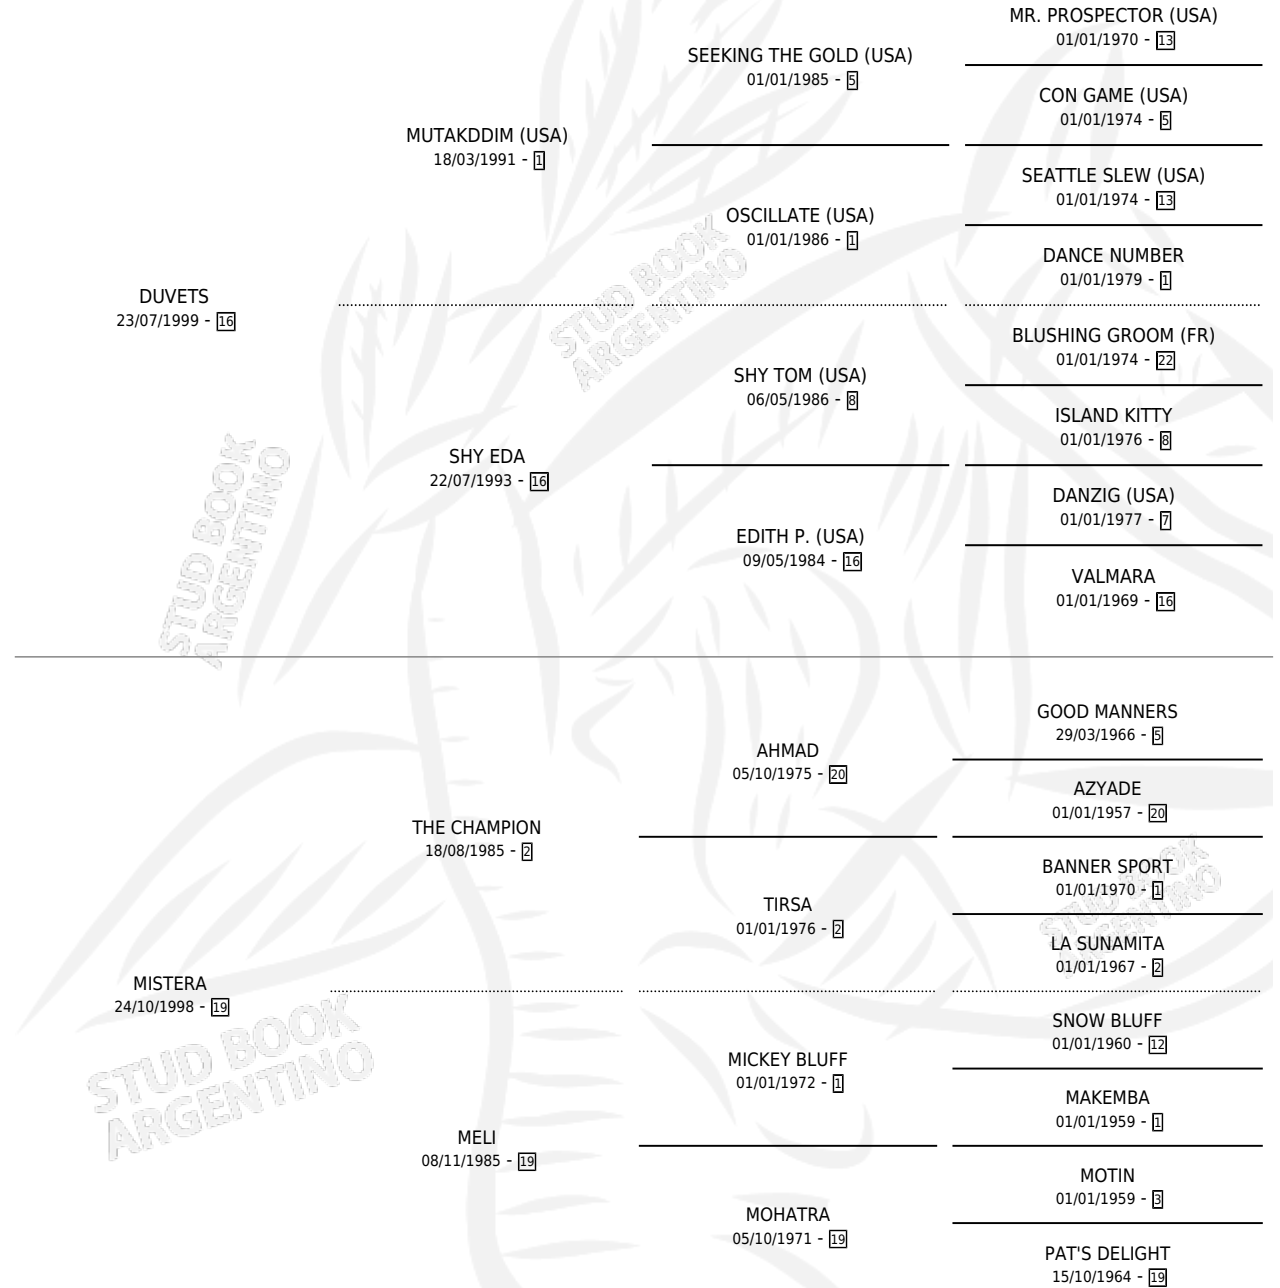 MR. PROSPECTOR (USA)
01/01/1970 - 13
SEEKING THE GOLD (USA)
01/01/1985 - 5
CON GAME (USA)
01/01/1974 - 5
MUTAKDDIM (USA)
18/03/1991 - 1
SEATTLE SLEW (USA)
01/01/1974 - 13
OSCILLATE (USA)
01/01/1986 - 1
DANCE NUMBER
01/01/1979 - 1
DUVETS
23/07/1999 - 16
BLUSHING GROOM (FR)
01/01/1974 - 22
SHY TOM (USA)
06/05/1986 - 8
ISLAND KITTY
01/01/1976 - 8
SHY EDA
22/07/1993 - 16
DANZIG (USA)
01/01/1977 - 7
EDITH P. (USA)
09/05/1984 - 16
VALMARA
01/01/1969 - 16
GOOD MANNERS
29/03/1966 - 5
AHMAD
05/10/1975 - 20
AZYADE
01/01/1957 - 20
THE CHAMPION
18/08/1985 - 2
BANNER SPORT
01/01/1970 - 1
TIRSA
01/01/1976 - 2
LA SUNAMITA
01/01/1967 - 2
MISTERA
24/10/1998 - 19
SNOW BLUFF
01/01/1960 - 12
MICKEY BLUFF
01/01/1972 - 1
MAKEMBA
01/01/1959 - 1
MELI
08/11/1985 - 19
MOTIN
01/01/1959 - 3
MOHATRA
05/10/1971 - 19
PAT'S DELIGHT
15/10/1964 - 19
STUD BOOK
ARGENTINO
STUD BOOK
ARGENTINO
STUD BOOK
ARGENTINO
STUD BOOK
ARGENTINO